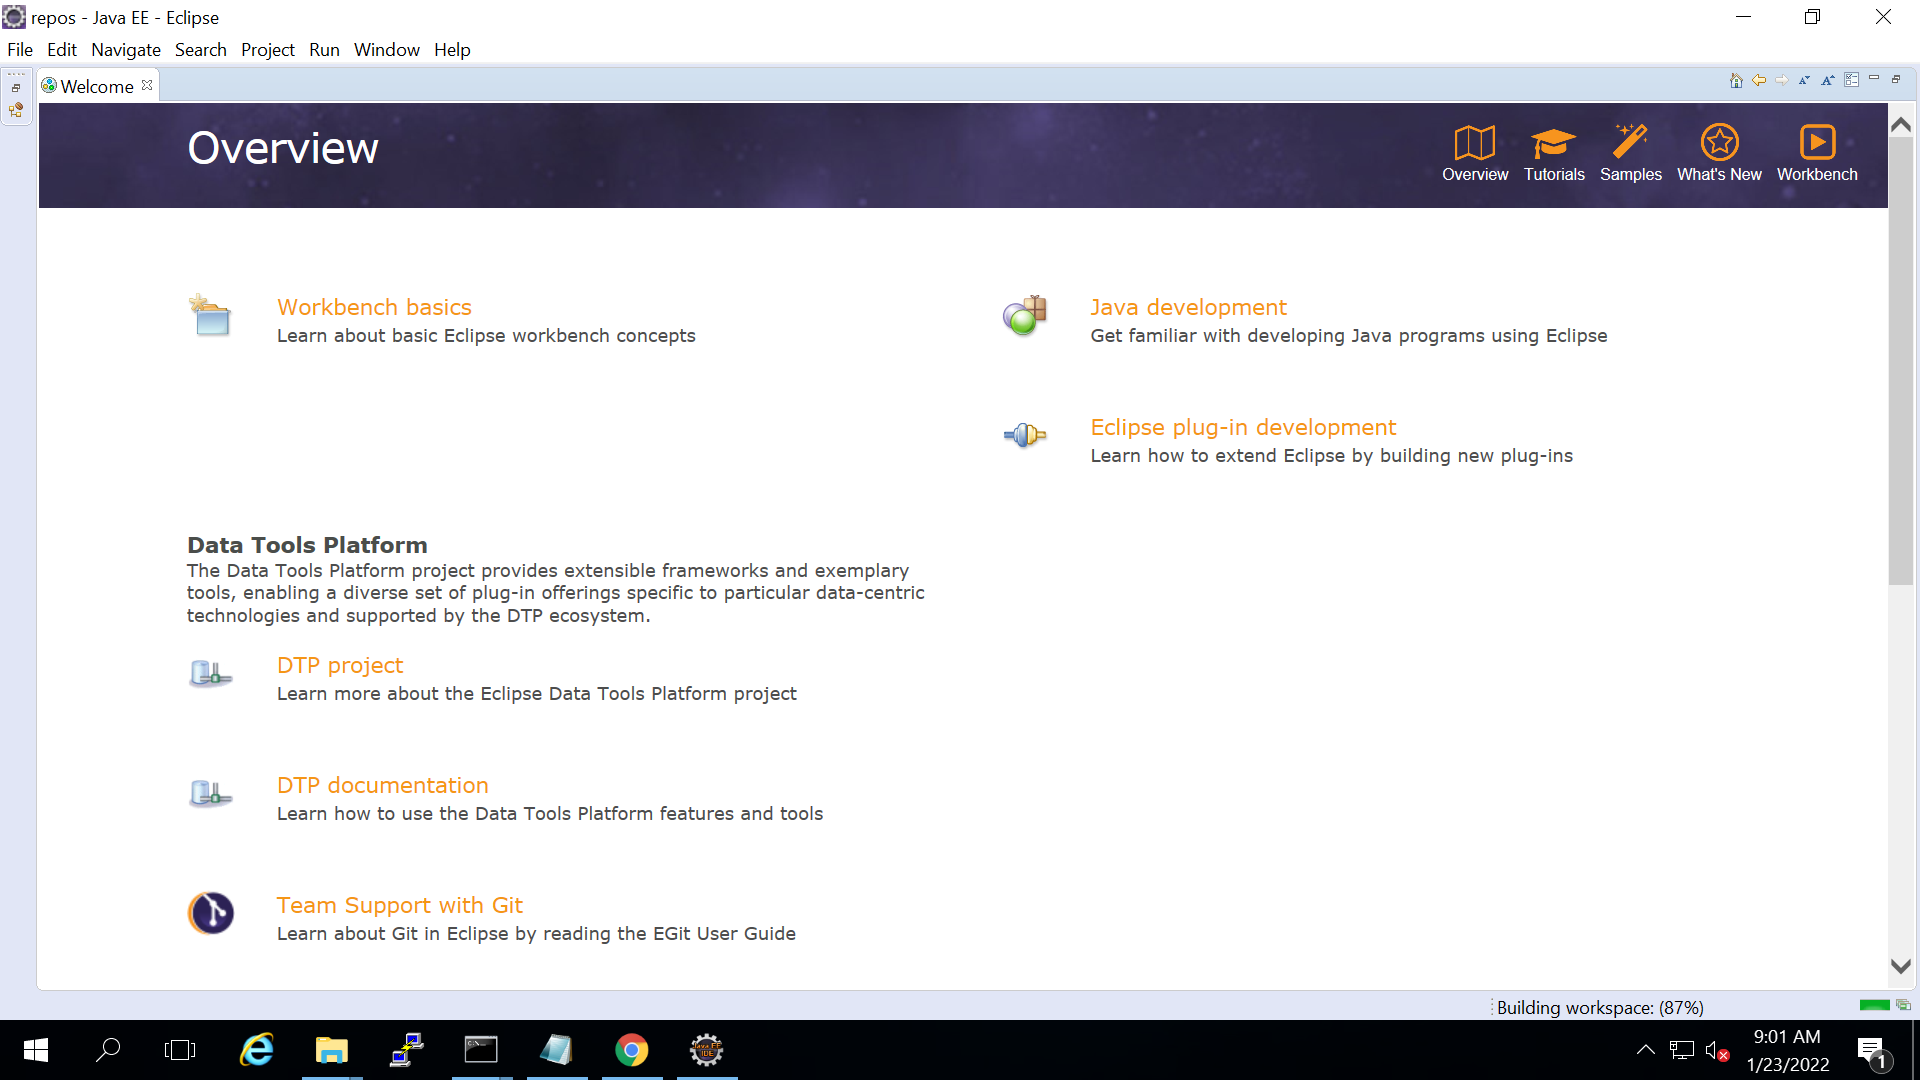 repos - Java EE - Eclipse
File Edit Navigate Search Project Run Window Help
Welcome
Overview
Overview Tutorials Samples What's New Workbench
Workbench basics
Learn about basic Eclipse workbench concepts
Java development
Get familiar with developing Java programs using Eclipse
Eclipse plug-in development
Learn how to extend Eclipse by building new plug-ins
Data Tools Platform
The Data Tools Platform project provides extensible frameworks and exemplary
tools, enabling a diverse set of plug-in offerings specific to particular data-centric
technologies and supported by the DTP ecosystem.
DTP project
Learn more about the Eclipse Data Tools Platform project
DTP documentation
Learn how to use the Data Tools Platform features and tools
Team Support with Git
Learn about Git in Eclipse by reading the EGit User Guide
Building workspace: (87%)
Java EE
IDE
9:01 AM
1/23/2022
1